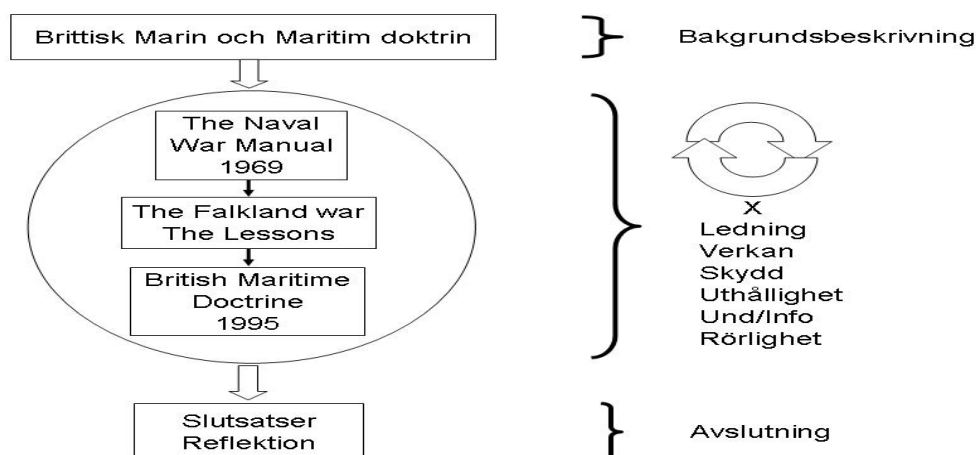 Brittisk Marin och Maritim doktrin
Bakgrundsbeskrivning
The Naval
War Manual
1969
The Falkland war
The Lessons
British Maritime
Doctrine
1995
X
Ledning
Verkan
Skydd
Uthållighet
Und/Info
Rörlighet
Slutsatser
Reflektion
Avslutning